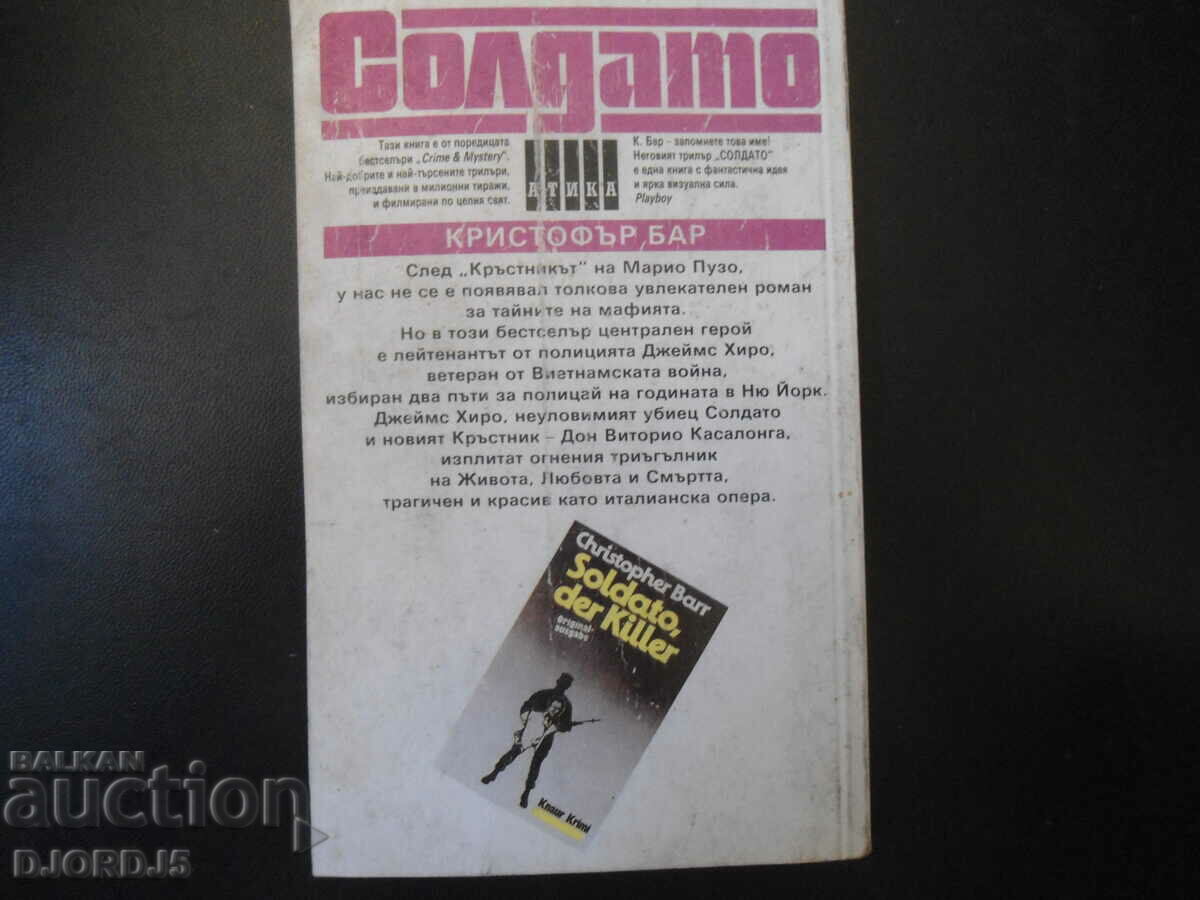 Солдато
Тази книга е от поредицата
бестселъри „Crime & Mystery".
Най-добрите и най-търсените трилъри,
преиздавани в милионни тиражи,
и филмирани по целия свят.
АТИКА
К. Бар - запомнете това име!
Неговият трилър „СОЛДАТО"
е една книга с фантастична идея
и ярка визуална сила.
Playboy
КРИСТОФЪР БАР
След „Кръстникът" на Марио Пузо,
у нас не се е появявал толкова увлекателен роман
за тайните на мафията.
Но в този бестселър централен герой
е лейтенантът от полицията Джеймс Хиро,
ветеран от Виетнамската война,
избиран два пъти за полицай на годината в Ню Йорк.
Джеймс Хиро, неуловимият убиец Солдато
и новият Кръстник – Дон Виторио Касалонга,
изплитат огнения триъгълник
на Живота, Любовта и Смъртта,
трагичен и красив като италианска опера.
Christopher Barr
Soldato,
der Killer
Original-
ausgabe
Knaur Krimi
BALKAN
auction
DJORDJ5